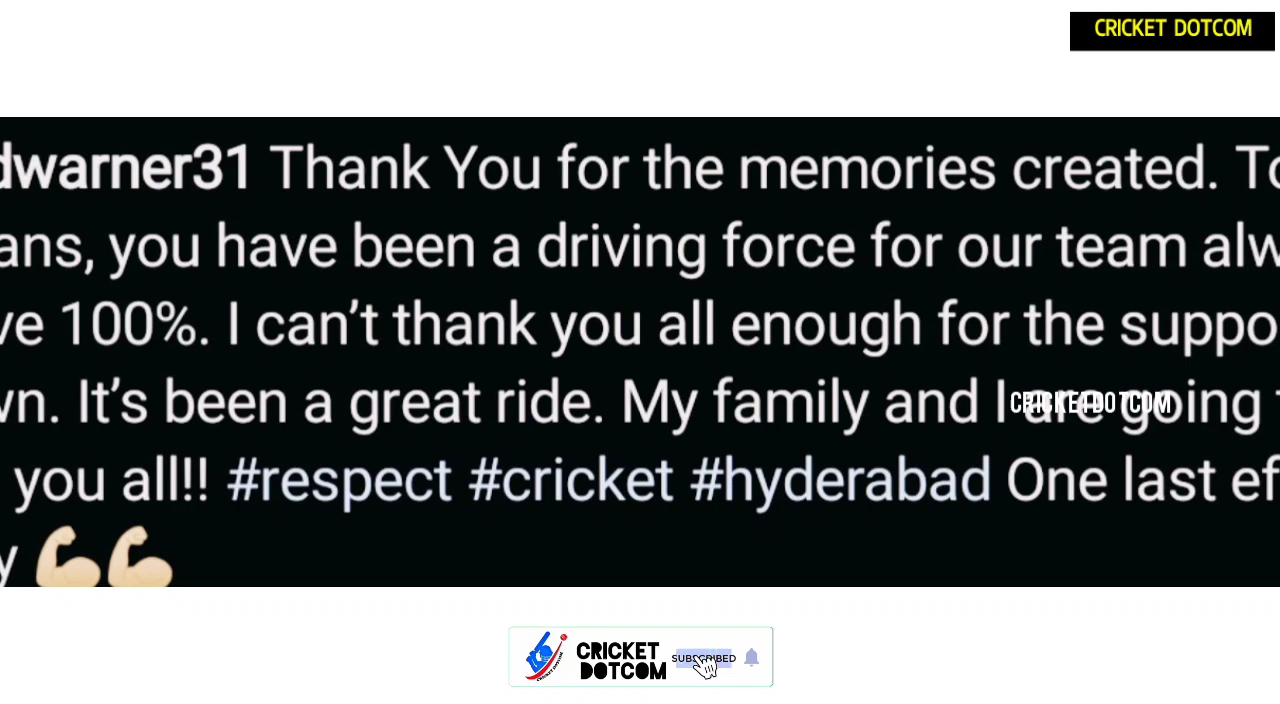 CRICKET DOTCOM
dwarner31 Thank You for the memories created. To
ans, you have been a driving force for our team alw
ve 100%. I can’t thank you all enough for the suppo
wn. It’s been a great ride. My family and I are going
CRICKETDOTCOM
you all!! #respect #cricket #hyderabad One last ef
y 💪🏼💪🏼
CRICKET
DOTCOM
SUBSCRIBED